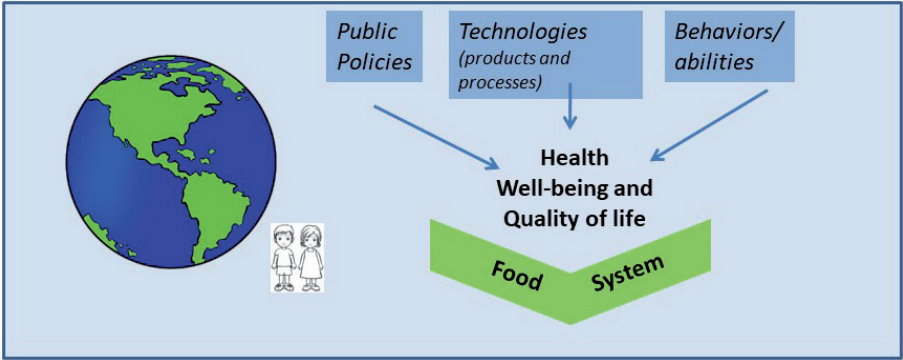 Public
Policies
Technologies
(products and
processes)
Behaviors/
abilities
Health
Well-being and
Quality of life
Food System